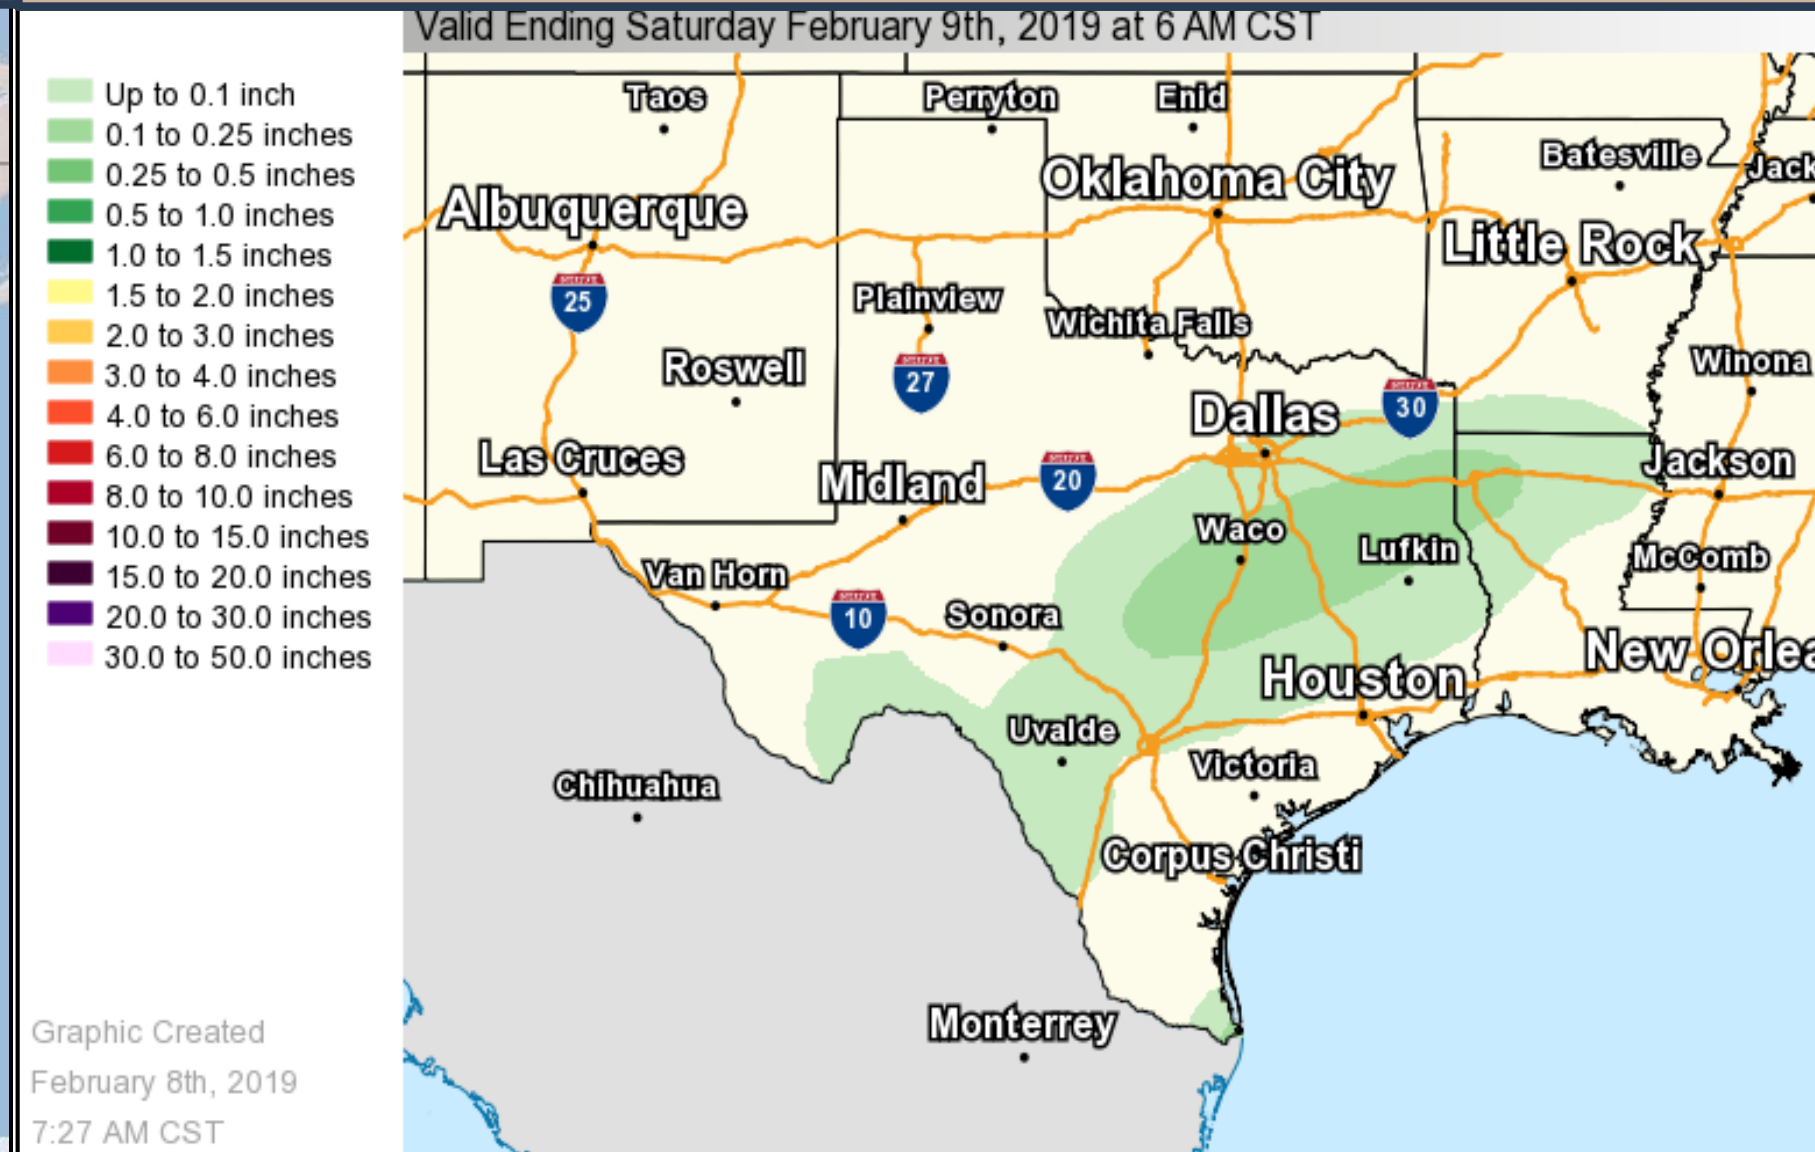 Valid Ending Saturday February 9th, 2019 at 6 AM CST
Up to 0.1 inch
0.1 to 0.25 inches
0.25 to 0.5 inches
0.5 to 1.0 inches
1.0 to 1.5 inches
1.5 to 2.0 inches
2.0 to 3.0 inches
3.0 to 4.0 inches
4.0 to 6.0 inches
6.0 to 8.0 inches
8.0 to 10.0 inches
10.0 to 15.0 inches
15.0 to 20.0 inches
20.0 to 30.0 inches
30.0 to 50.0 inches
Graphic Created
February 8th, 2019
7:27 AM CST
Taos
Perryton
Enid
Batesville
Jack
Oklahoma City
Albuquerque
Little Rock
25
Plainview
Wichita Falls
Roswell
27
Winona
30
Dallas
Las Cruces
Midland
20
Jackson
Waco
Lufkin
McComb
Van Horn
10
Sonora
New Orlea
Houston
Uvalde
Victoria
Chihuahua
Corpus Christi
Monterrey